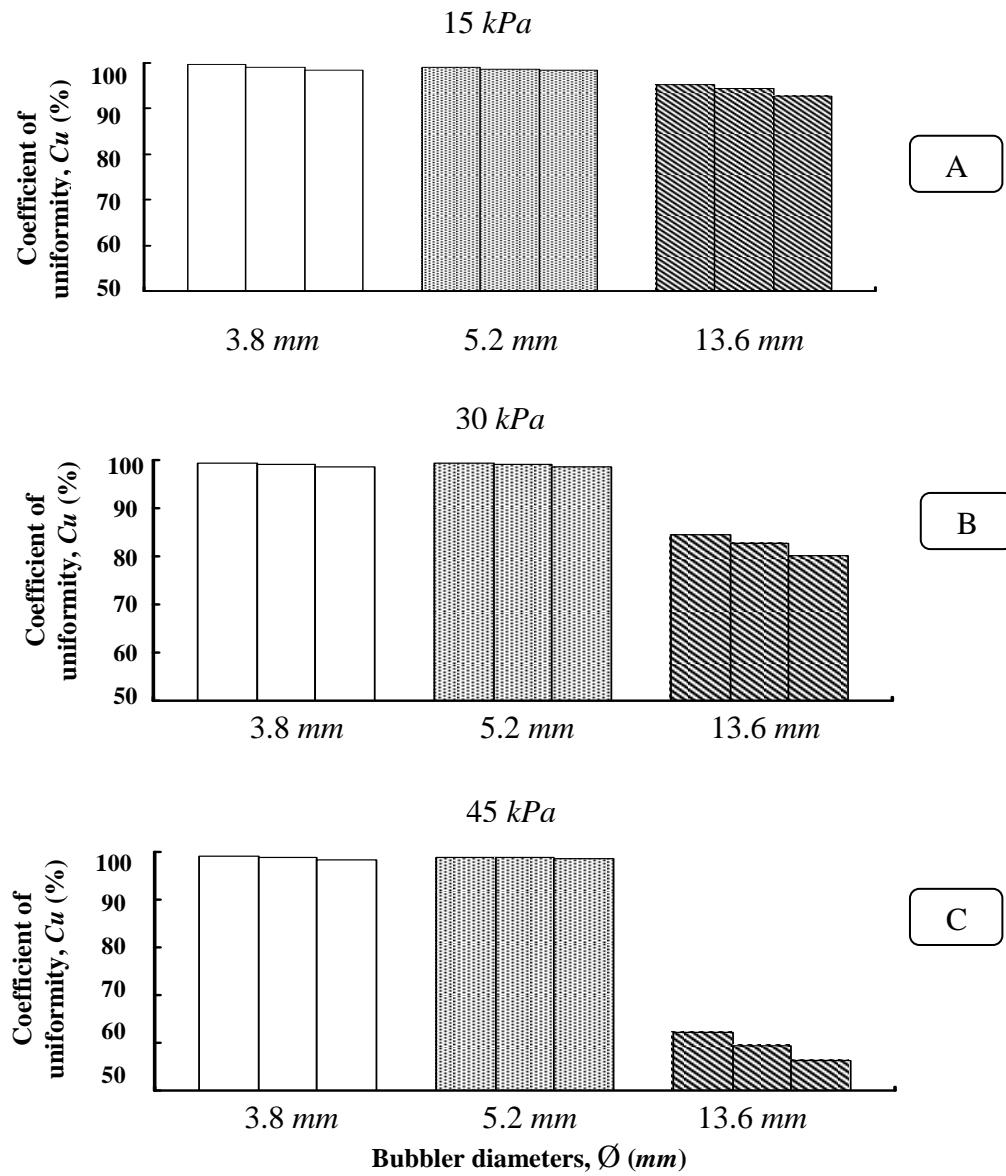 15 kPa
Coefficient of
uniformity, Cu (%)
100
90
80
70
60
50
A
3.8 mm 5.2 mm 13.6 mm
30 kPa
Coefficient of
uniformity, Cu (%)
100
90
80
70
60
50
B
3.8 mm 5.2 mm 13.6 mm
45 kPa
Coefficient of
uniformity, Cu (%)
100
90
80
70
60
50
C
3.8 mm 5.2 mm 13.6 mm
Bubbler diameters, Ø (mm)